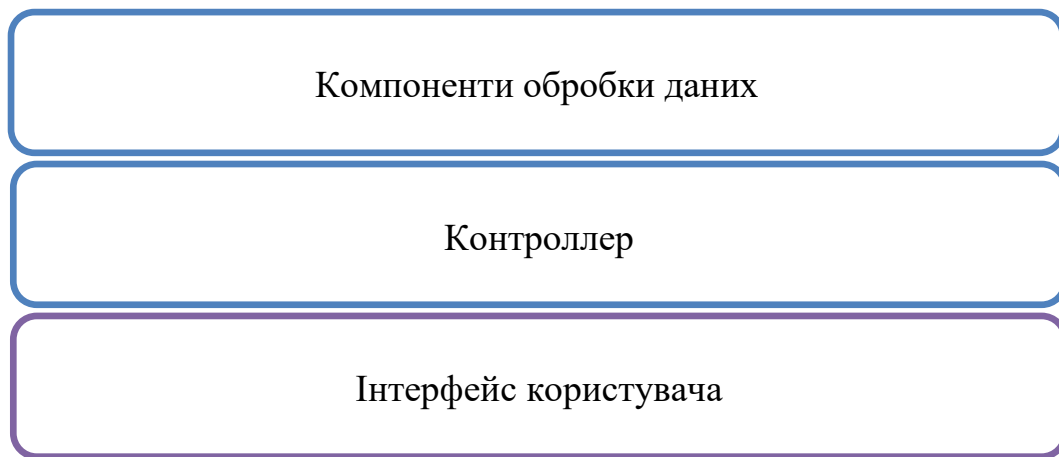 Компоненти обробки даних
Контроллер
Інтерфейс користувача